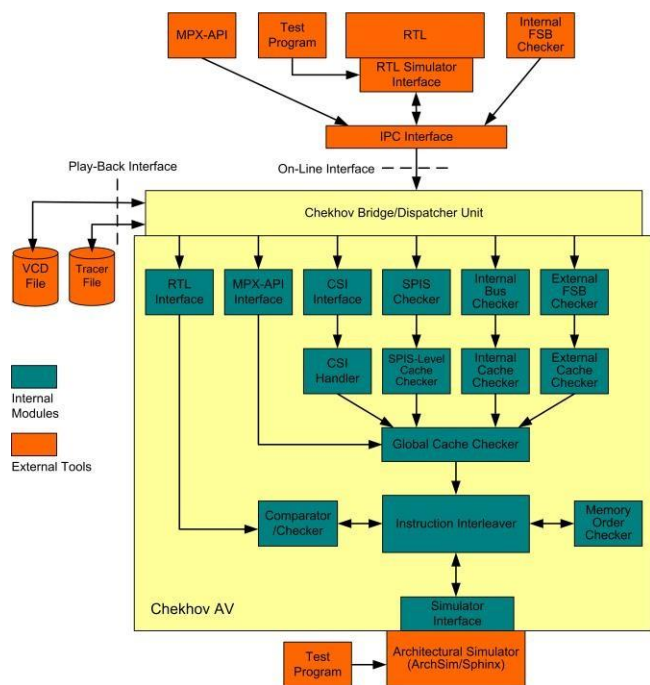 MPX-API
Test
Program
RTL
Internal
FSB
Checker
RTL Simulator
Interface
IPC Interface
Play-Back Interface
On-Line Interface
Chekhov Bridge/Dispatcher Unit
VCD
File
Tracer
File
RTL
Interface
MPX-API
Interface
CSI
Interface
SPIS
Checker
Internal
Bus
Checker
External
FSB
Checker
CSI
Handler
SPIS-Level
Cache
Checker
Internal
Cache
Checker
External
Cache
Checker
Internal
Modules
External Tools
Global Cache Checker
Comparator
/Checker
Instruction Interleaver
Memory
Order
Checker
Chekhov AV
Simulator
Interface
Test
Program
Architectural Simulator
(ArchSim/Sphinx)